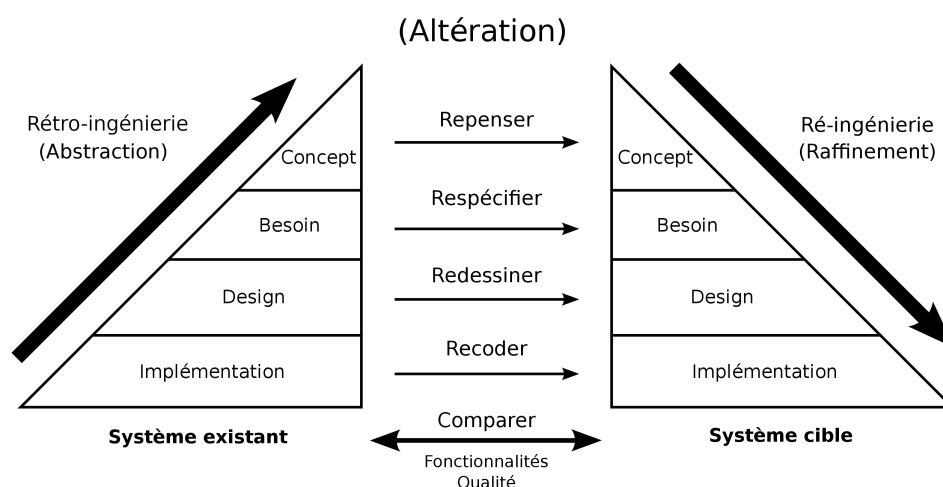 (Altération)
Rétro-ingénierie
(Abstraction)
Repenser
Ré-ingénierie
(Raffinement)
Concept
Concept
Respécifier
Besoin
Besoin
Redessiner
Design
Design
Recoder
Implémentation
Implémentation
Comparer
Système existant
Système cible
Fonctionnalités
Qualité